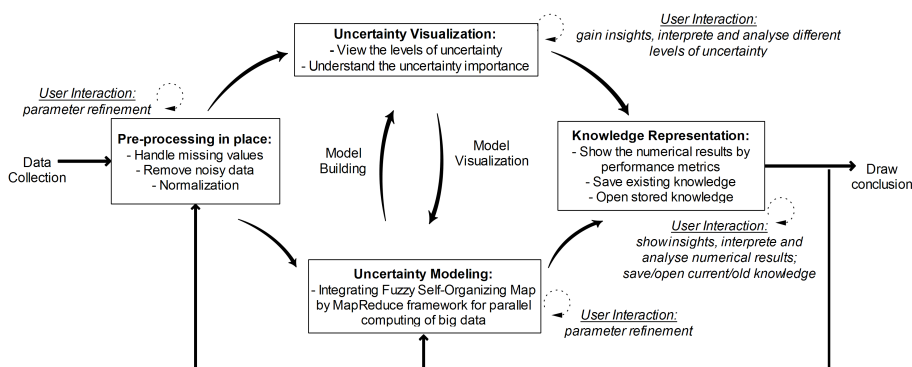 Uncertainty Visualization:
- View the levels of uncertainty
- Understand the uncertainty importance
User Interaction:
gain insights, interprete and analyse different
levels of uncertainty
User Interaction:
parameter refinement
Pre-processing in place:
- Handle missing values
- Remove noisy data
- Normalization
Data
Collection
Model
Building
Model
Visualization
Knowledge Representation:
- Show the numerical results by
performance metrics
- Save existing knowledge
- Open stored knowledge
Draw
conclusion
User Interaction:
show insights, interprete and
analyse numerical results;
save/open current/old knowledge
Uncertainty Modeling:
- Integrating Fuzzy Self-Organizing Map
by MapReduce framework for parallel
computing of big data
User Interaction:
parameter refinement